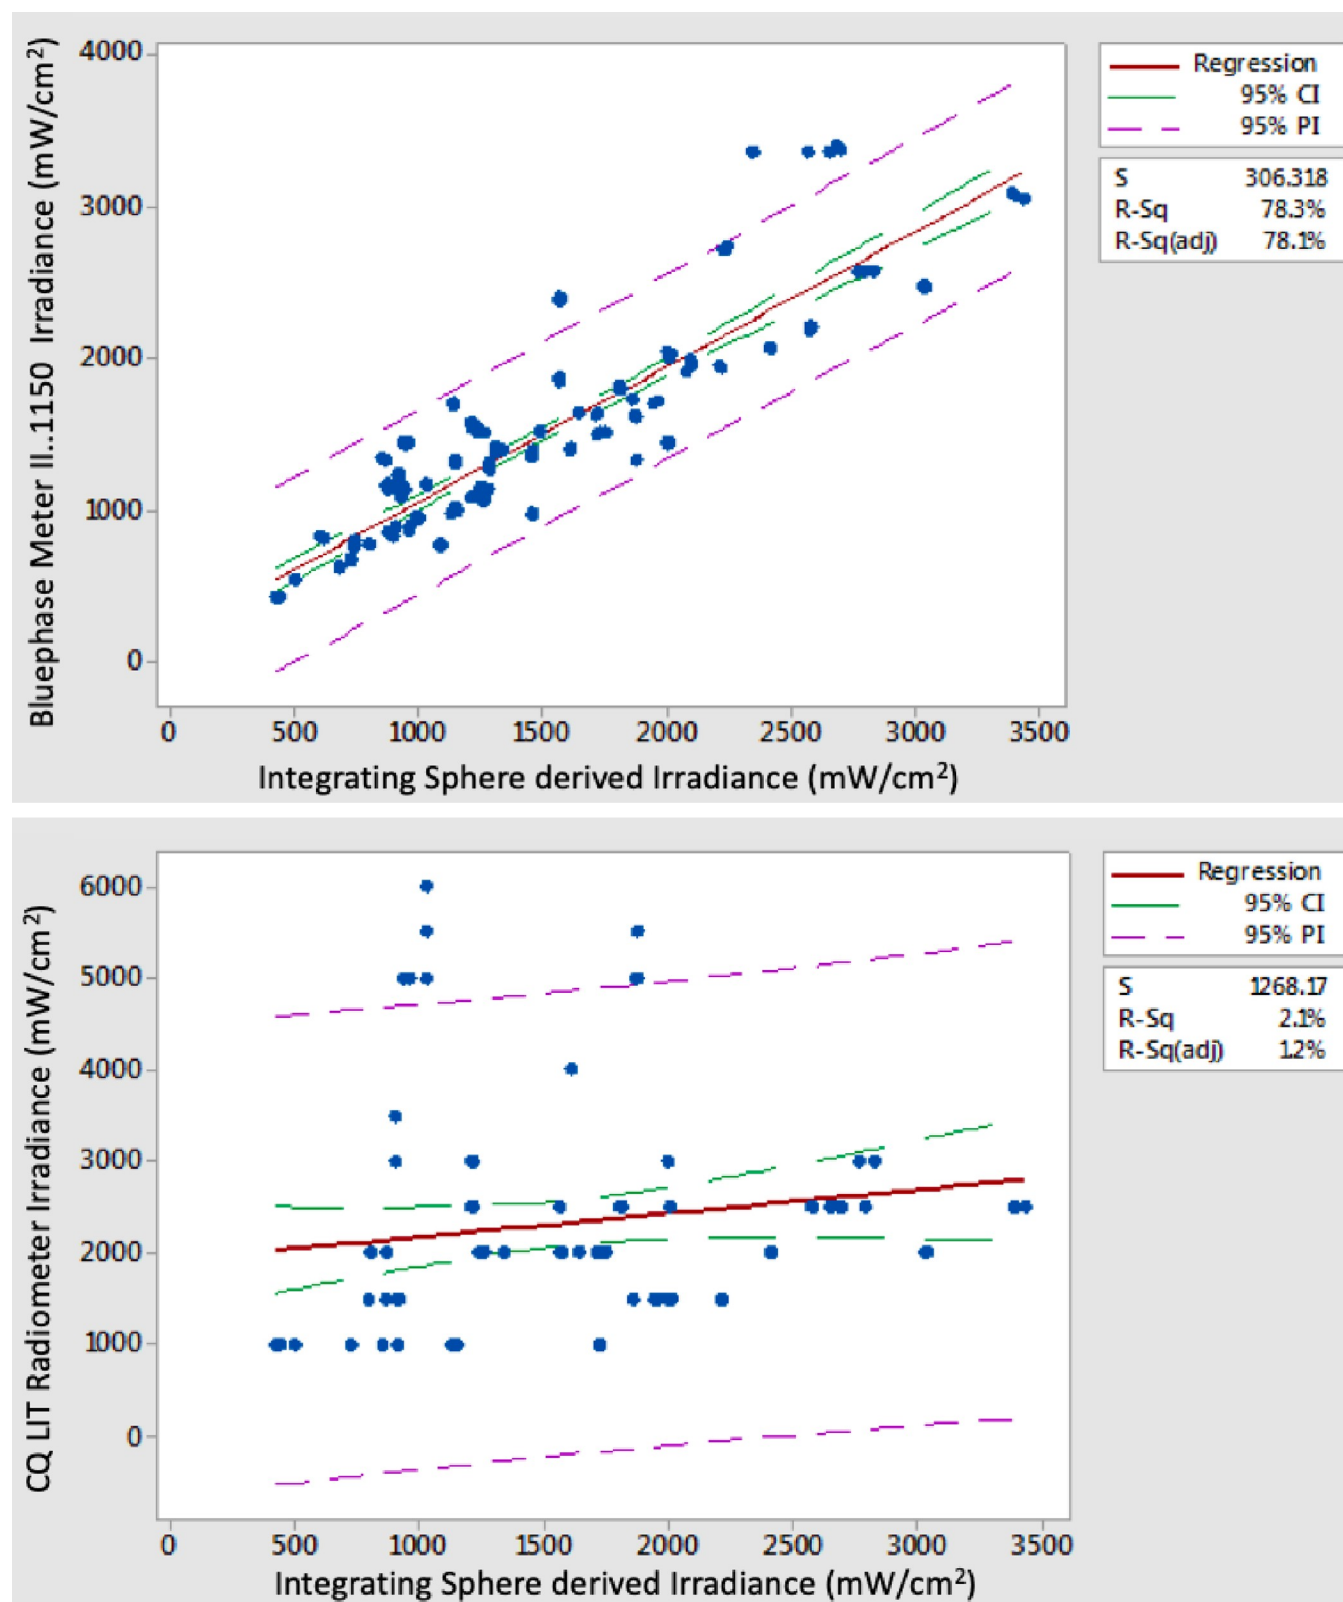 Bluephase Meter II..1150 Irradiance (mW/cm²)
4000
3000
2000
1000
0
0 500 1000 1500 2000 2500 3000 3500
Integrating Sphere derived Irradiance (mW/cm²)
Regression
95% CI
95% PI
S 306.318
R-Sq 78.3%
R-Sq(adj) 78.1%
CQ LIT Radiometer Irradiance (mW/cm²)
6000
5000
4000
3000
2000
1000
0
0 500 1000 1500 2000 2500 3000 3500
Integrating Sphere derived Irradiance (mW/cm²)
Regression
95% CI
95% PI
S 1268.17
R-Sq 2.1%
R-Sq(adj) 1.2%